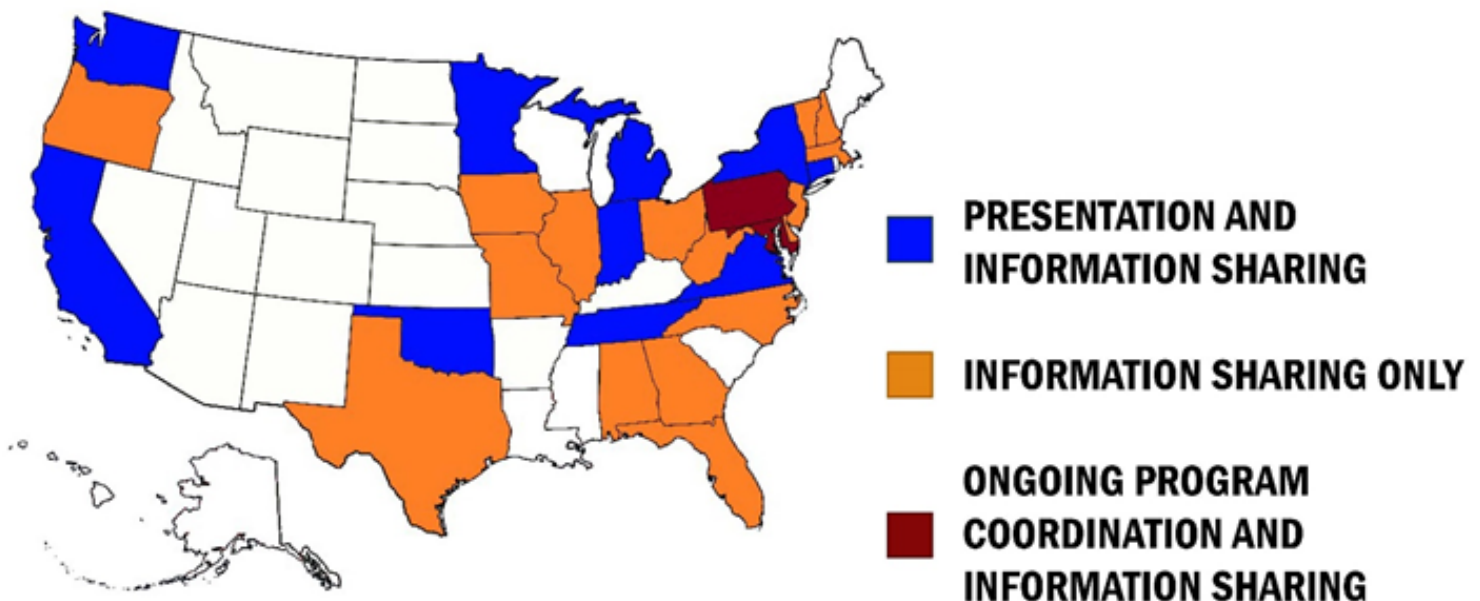 PRESENTATION AND
INFORMATION SHARING
INFORMATION SHARING ONLY
ONGOING PROGRAM
COORDINATION AND
INFORMATION SHARING